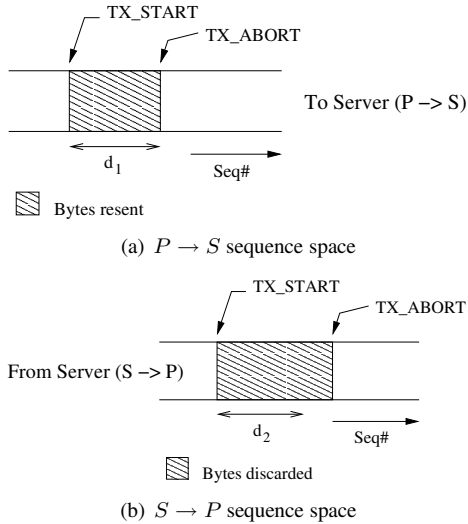 TX_START
TX_ABORT
To Server (P −> S)
d1
Seq#
Bytes resent
(a) P → S sequence space
TX_START
TX_ABORT
From Server (S −> P)
d2
Seq#
Bytes discarded
(b) S → P sequence space